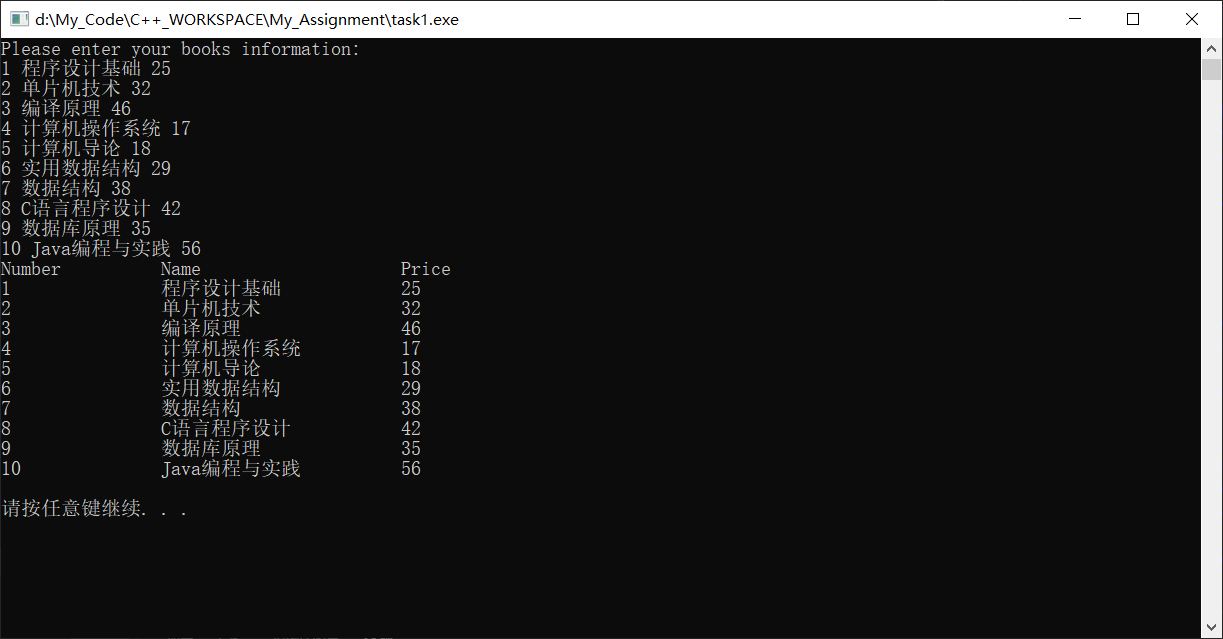 d:\My_Code\C++_WORKSPACE\My_Assignment\task1.exe
Please enter your books information:
1 程序设计基础 25
2 单片机技术 32
3 编译原理 46
4 计算机操作系统 17
5 计算机导论 18
6 实用数据结构 29
7 数据结构 38
8 C语言程序设计 42
9 数据库原理 35
10 Java编程与实践 56
Number Name Price
1 程序设计基础 25
2 单片机技术 32
3 编译原理 46
4 计算机操作系统 17
5 计算机导论 18
6 实用数据结构 29
7 数据结构 38
8 C语言程序设计 42
9 数据库原理 35
10 Java编程与实践 56
请按任意键继续. . .